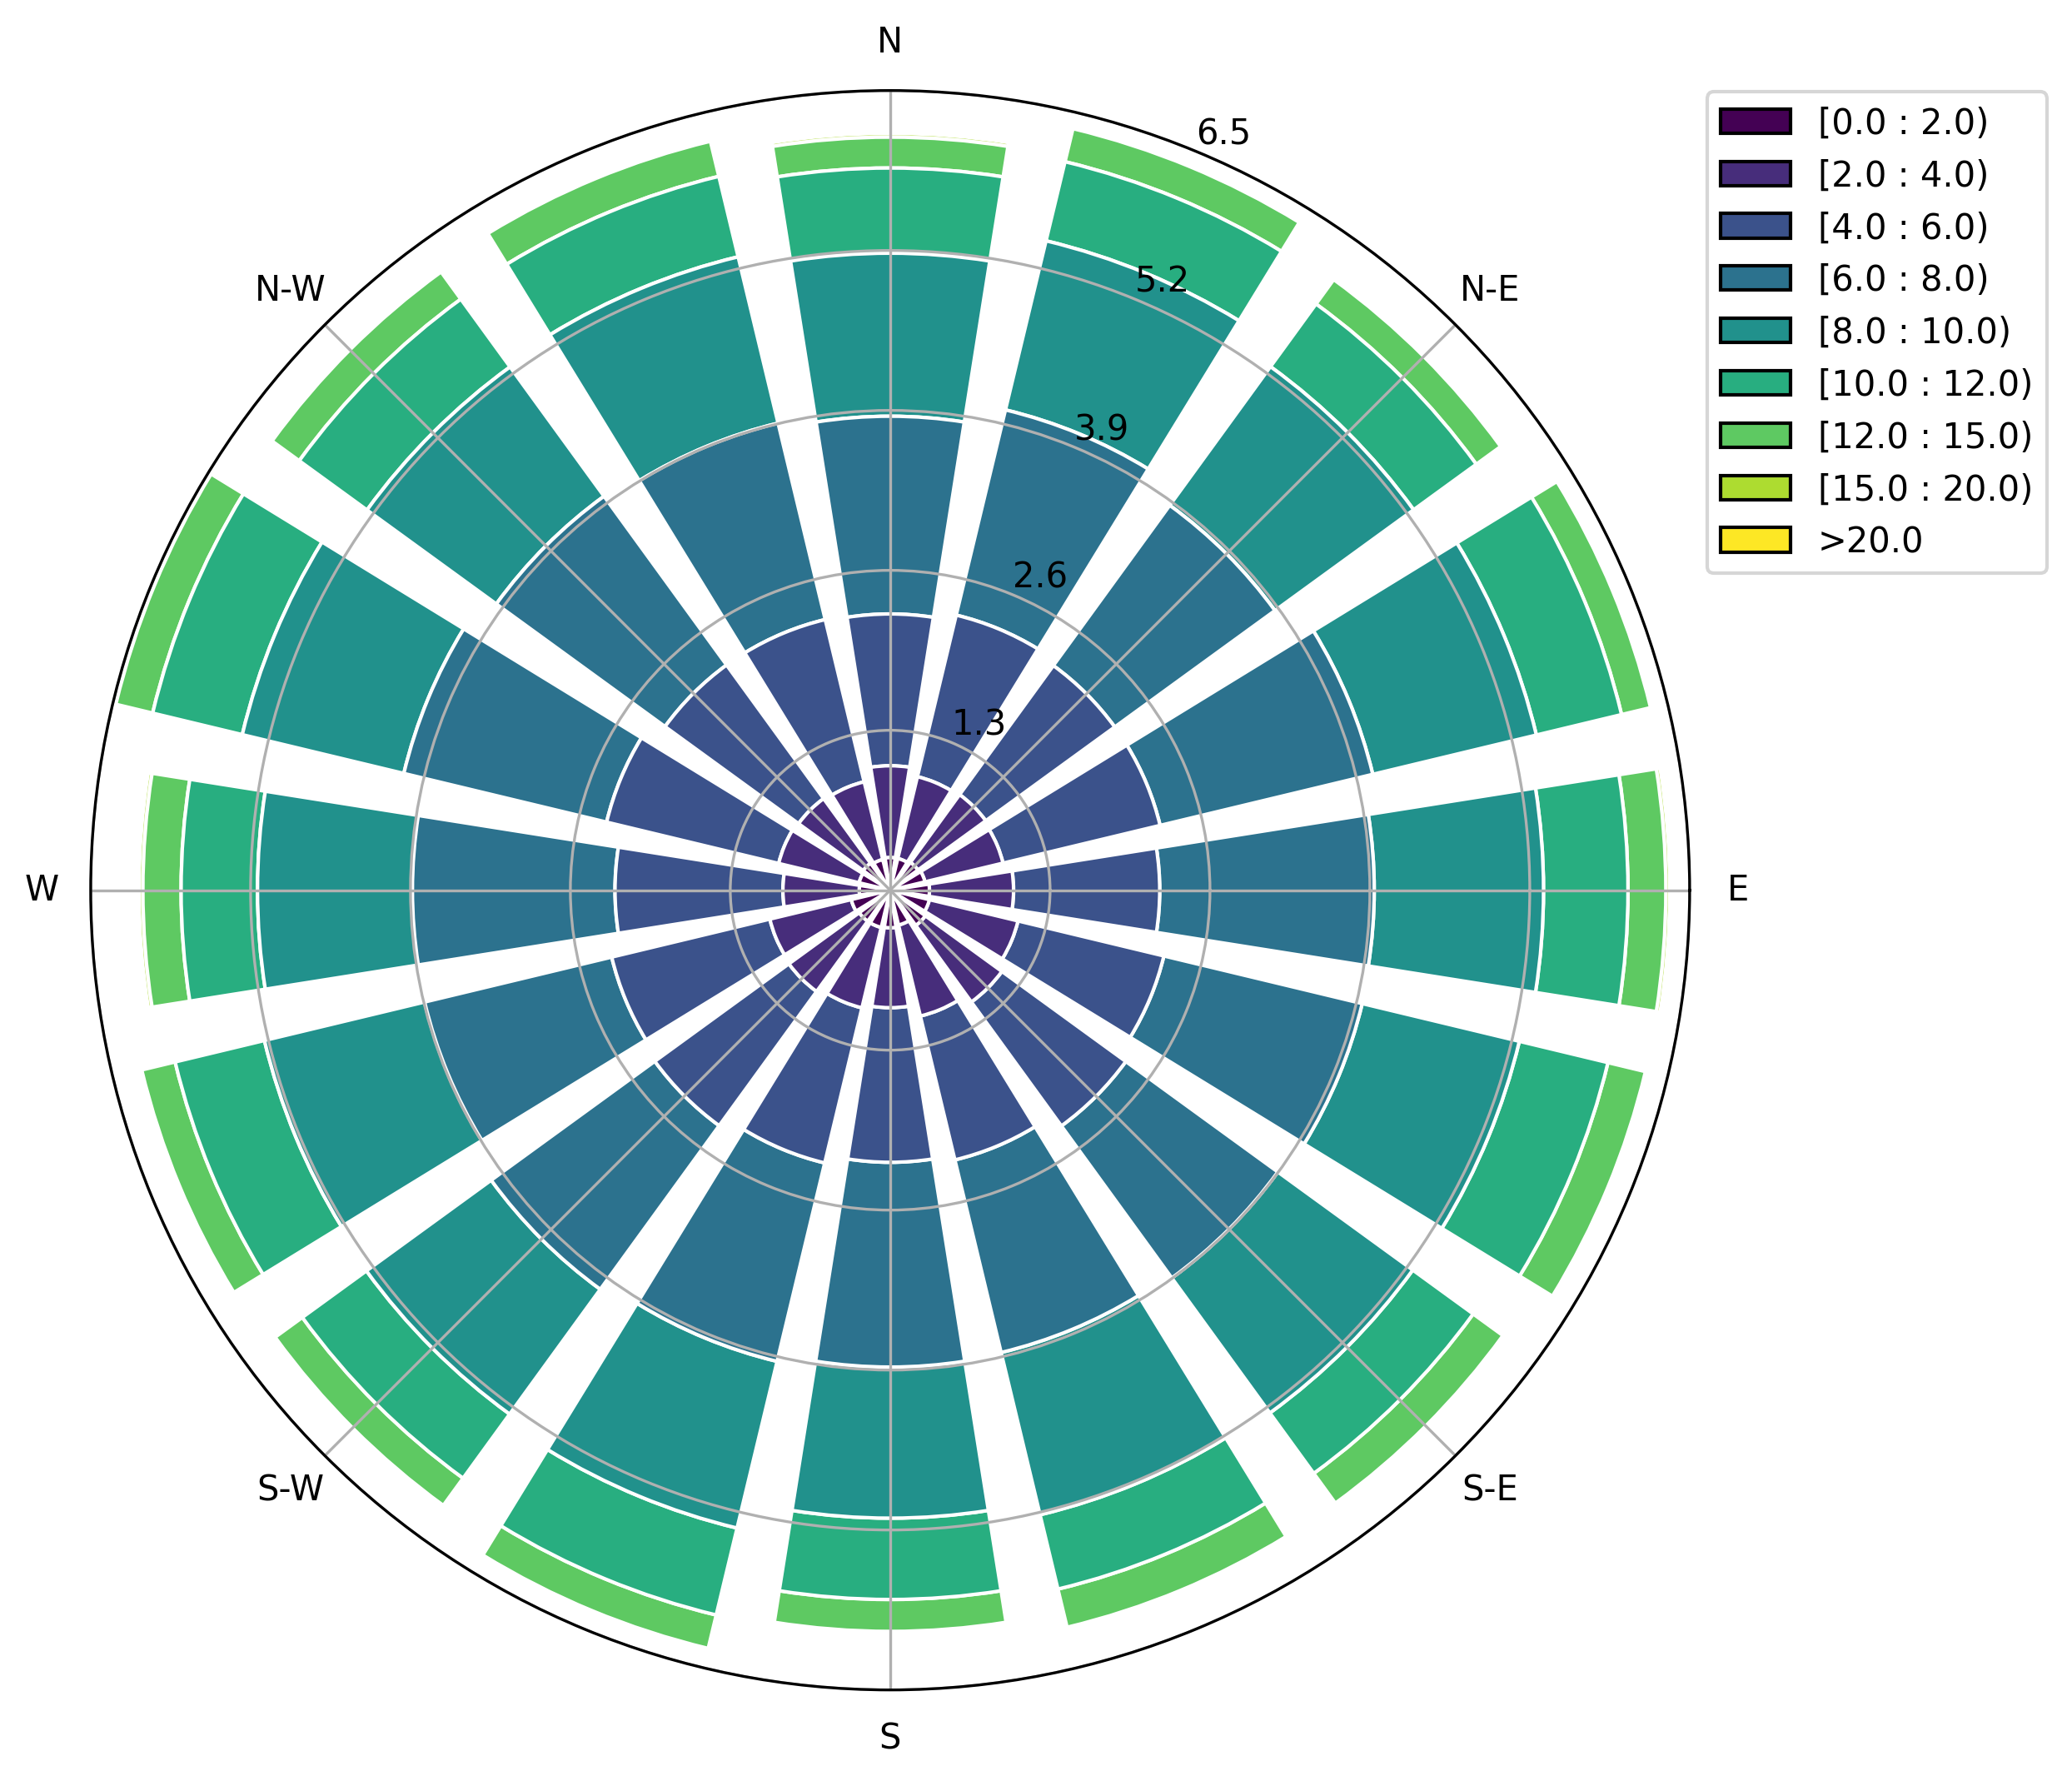 N
6.5
N-W
5.2
N-E
3.9
2.6
1.3
W
E
S-W
S-E
S
[0.0 : 2.0)
[2.0 : 4.0)
[4.0 : 6.0)
[6.0 : 8.0)
[8.0 : 10.0)
[10.0 : 12.0)
[12.0 : 15.0)
[15.0 : 20.0)
>20.0